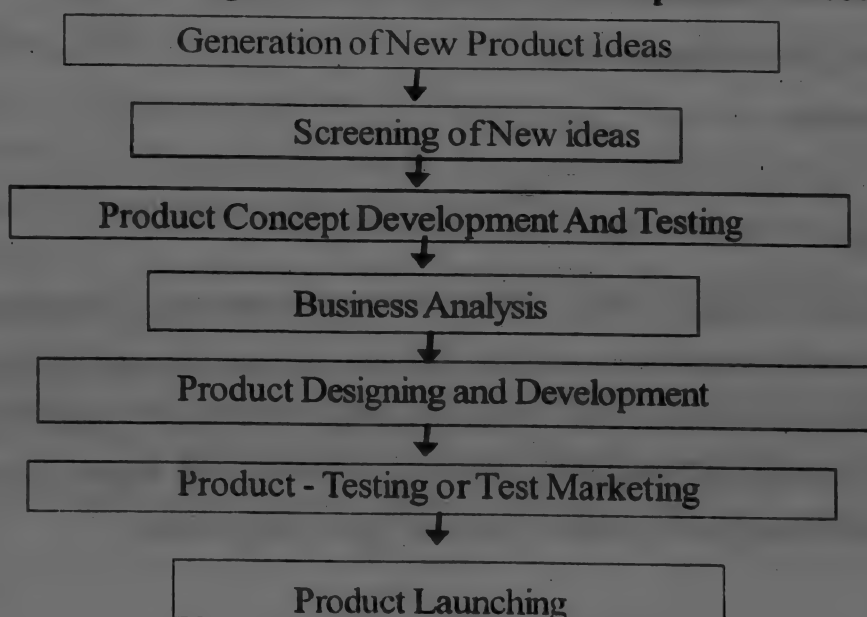 Generation of New Product Ideas
Screening of New ideas
Product Concept Development And Testing
Business Analysis
Product Designing and Development
Product - Testing or Test Marketing
Product Launching